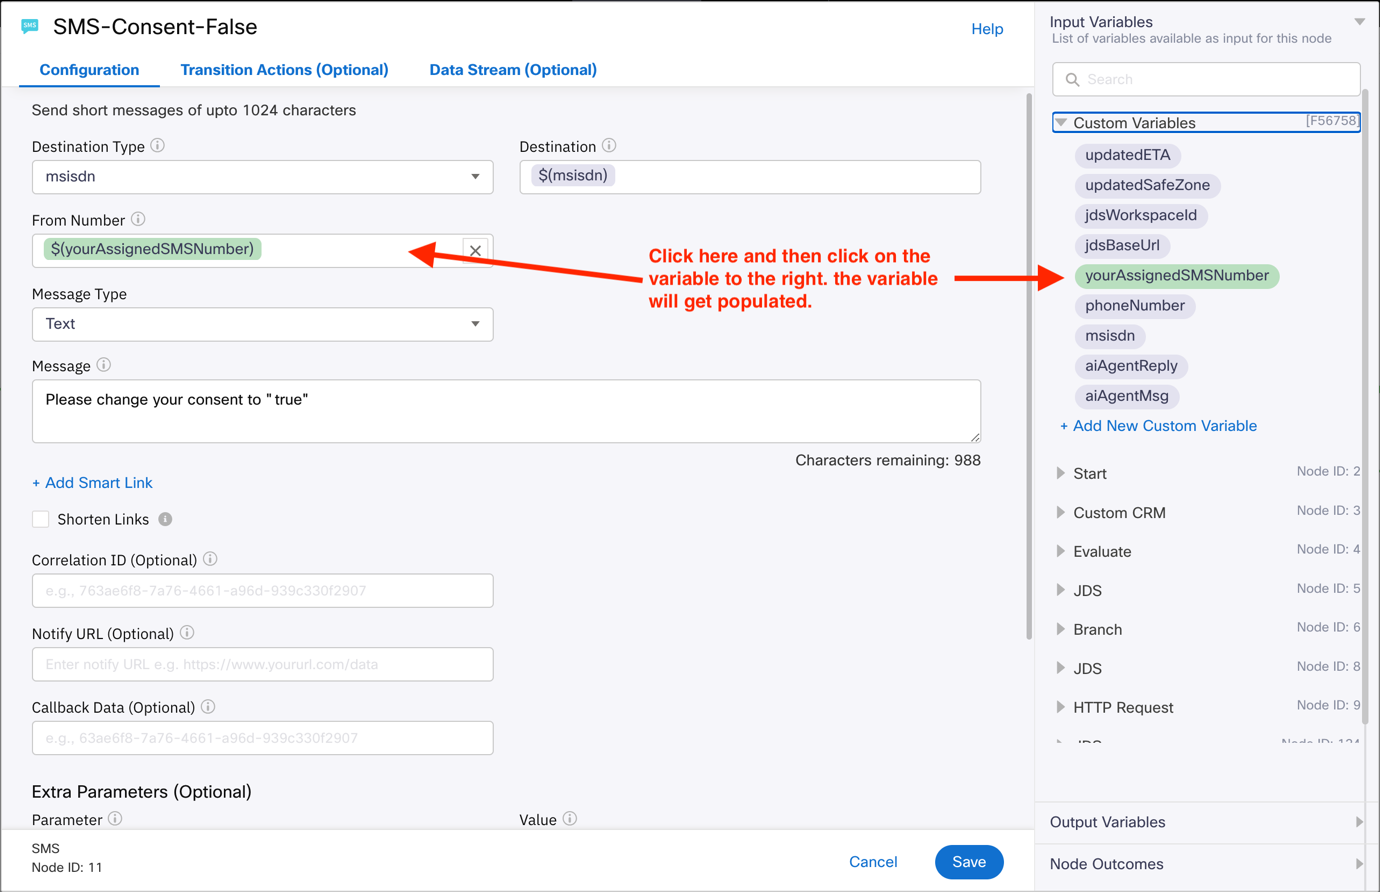 SMS
SMS-Consent-False
Help
Configuration
Transition Actions (Optional)
Data Stream (Optional)
Send short messages of upto 1024 characters
Destination Type
msisdn
Destination
$(msisdn)
From Number
$(yourAssignedSMSNumber)
Click here and then click on the
variable to the right. the variable
will get populated.
Message Type
Text
Message
Please change your consent to "true"
Characters remaining: 988
+ Add Smart Link
Shorten Links
Correlation ID (Optional)
e.g., 763ae6f8-7a76-4661-a96d-939c330f2907
Notify URL (Optional)
Enter notify URL e.g. https://www.yoururl.com/data
Callback Data (Optional)
e.g., 63ae6f8-7a76-4661-a96d-939c330f2907
Extra Parameters (Optional)
Parameter
Value
SMS
Node ID: 11
Cancel
Save
Input Variables
List of variables available as input for this node
Search
Custom Variables [F56758]
updatedETA
updatedSafeZone
jdsWorkspaceId
jdsBaseUrl
yourAssignedSMSNumber
phoneNumber
msisdn
aiAgentReply
aiAgentMsg
+ Add New Custom Variable
Start Node ID: 2
Custom CRM Node ID: 3
Evaluate Node ID: 4
JDS Node ID: 5
Branch Node ID: 6
JDS Node ID: 8
HTTP Request Node ID: 9
Output Variables
Node Outcomes